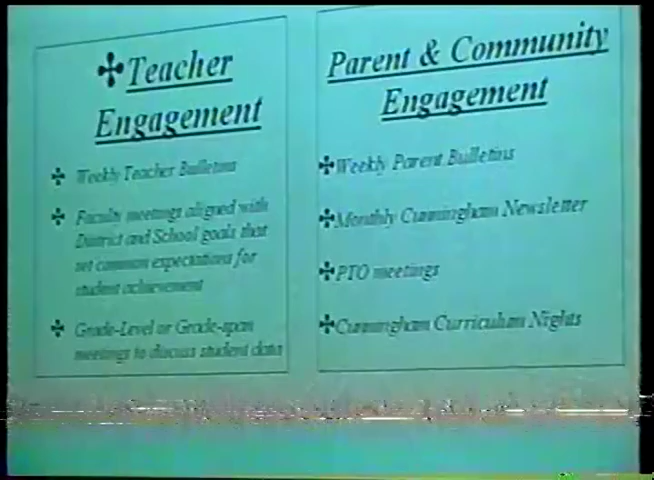 Teacher
Engagement
Weekly Teacher Bulletins
Faculty meetings aligned with
District and School goals that
set common expectations for
student achievement
Grade-Level or Grade-span
meetings to discuss student data
Parent & Community
Engagement
Weekly Parent Bulletins
Monthly Cunningham Newsletter
PTO meetings
Cunningham Curriculum Nights